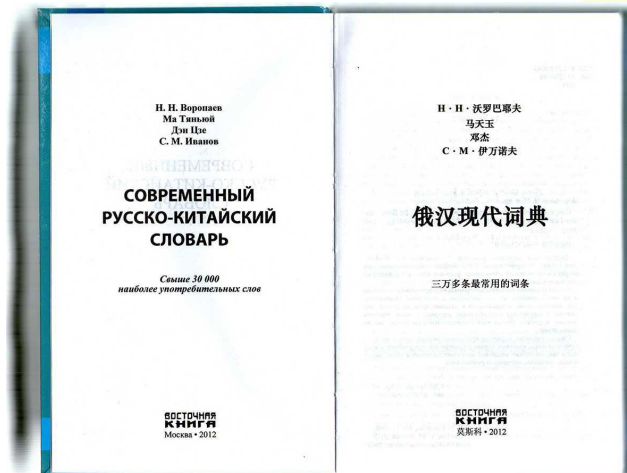 Н. Н. Воропаев
Ма Тяньюй
Дэн Цзе
С. М. Иванов
СОВРЕМЕННЫЙ
РУССКО-КИТАЙСКИЙ
СЛОВАРЬ
Свыше 30 000
наиболее употребительных слов
ВОСТОЧНАЯ
КНИГА
Москва • 2012
Н·Н·沃罗巴耶夫
马天玉
邓杰
С·М·伊万诺夫
俄汉现代词典
三万多条最常用的词条
ВОСТОЧНАЯ
КНИГА
莫斯科 • 2012